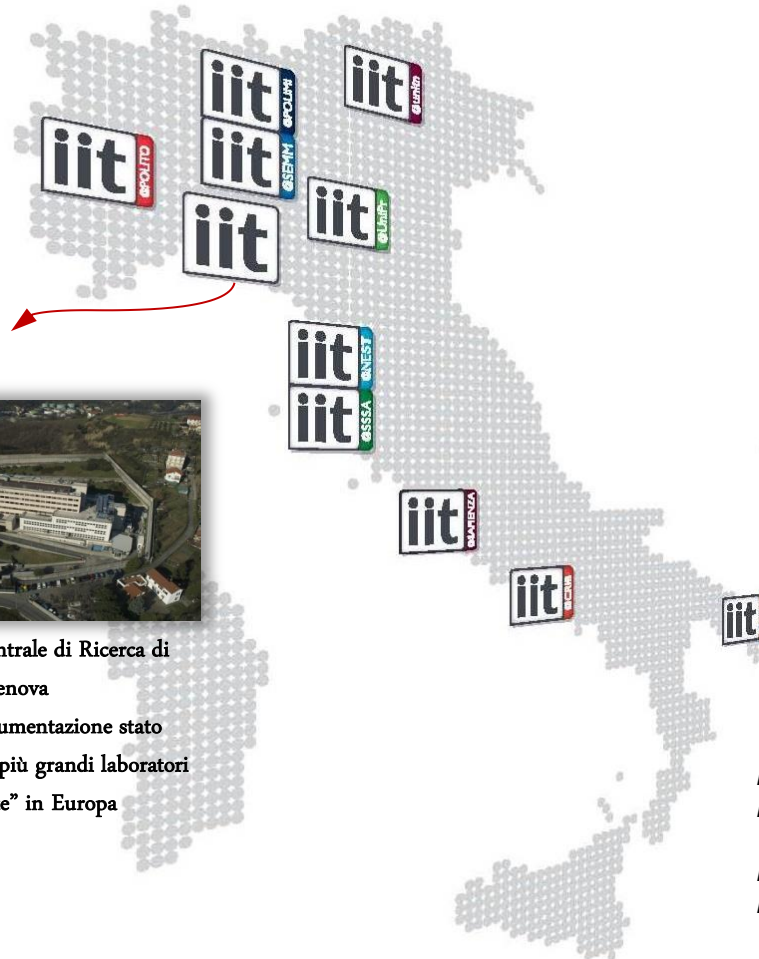 iit @POLIMI
iit @unitn
iit @POLITO
iit @SEMM
iit @UniPr
iit
iit @NEST
iit @SSSA
iit @SAPIENZA
iit @CRIB
iit
ntrale di Ricerca di
enova
umentazione stato
più grandi laboratori
e” in Europa